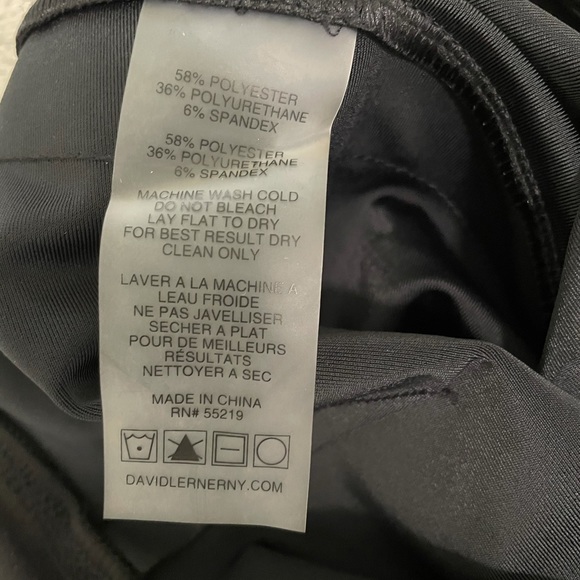 58% POLYESTER
36% POLYURETHANE
6% SPANDEX
58% POLYESTER
36% POLYURETHANE
6% SPANDEX
MACHINE WASH COLD
DO NOT BLEACH
LAY FLAT TO DRY
FOR BEST RESULT DRY
CLEAN ONLY
LAVER A LA MACHINE A
LEAU FROIDE
NE PAS JAVELLISER
SECHER A PLAT
POUR DE MEILLEURS
RÉSULTATS
NETTOYER A SEC
MADE IN CHINA
RN# 55219
DAVIDLERNERNY.COM